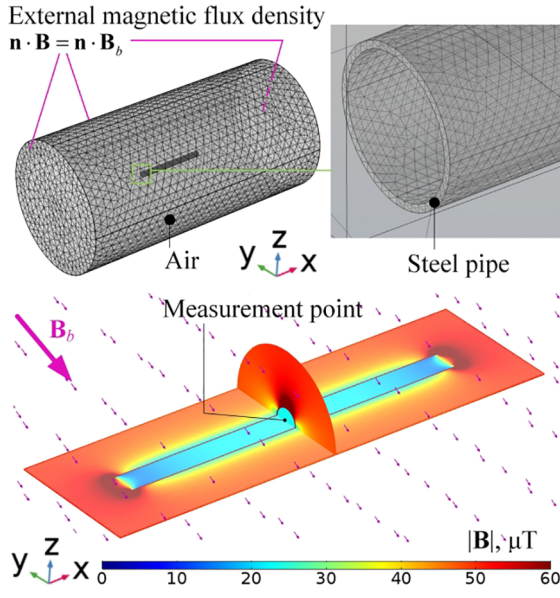 External magnetic flux density
n · B = n · B_b
Air
y z x
Steel pipe
Measurement point
B_b
|B|, μT
y z x
0 10 20 30 40 50 60